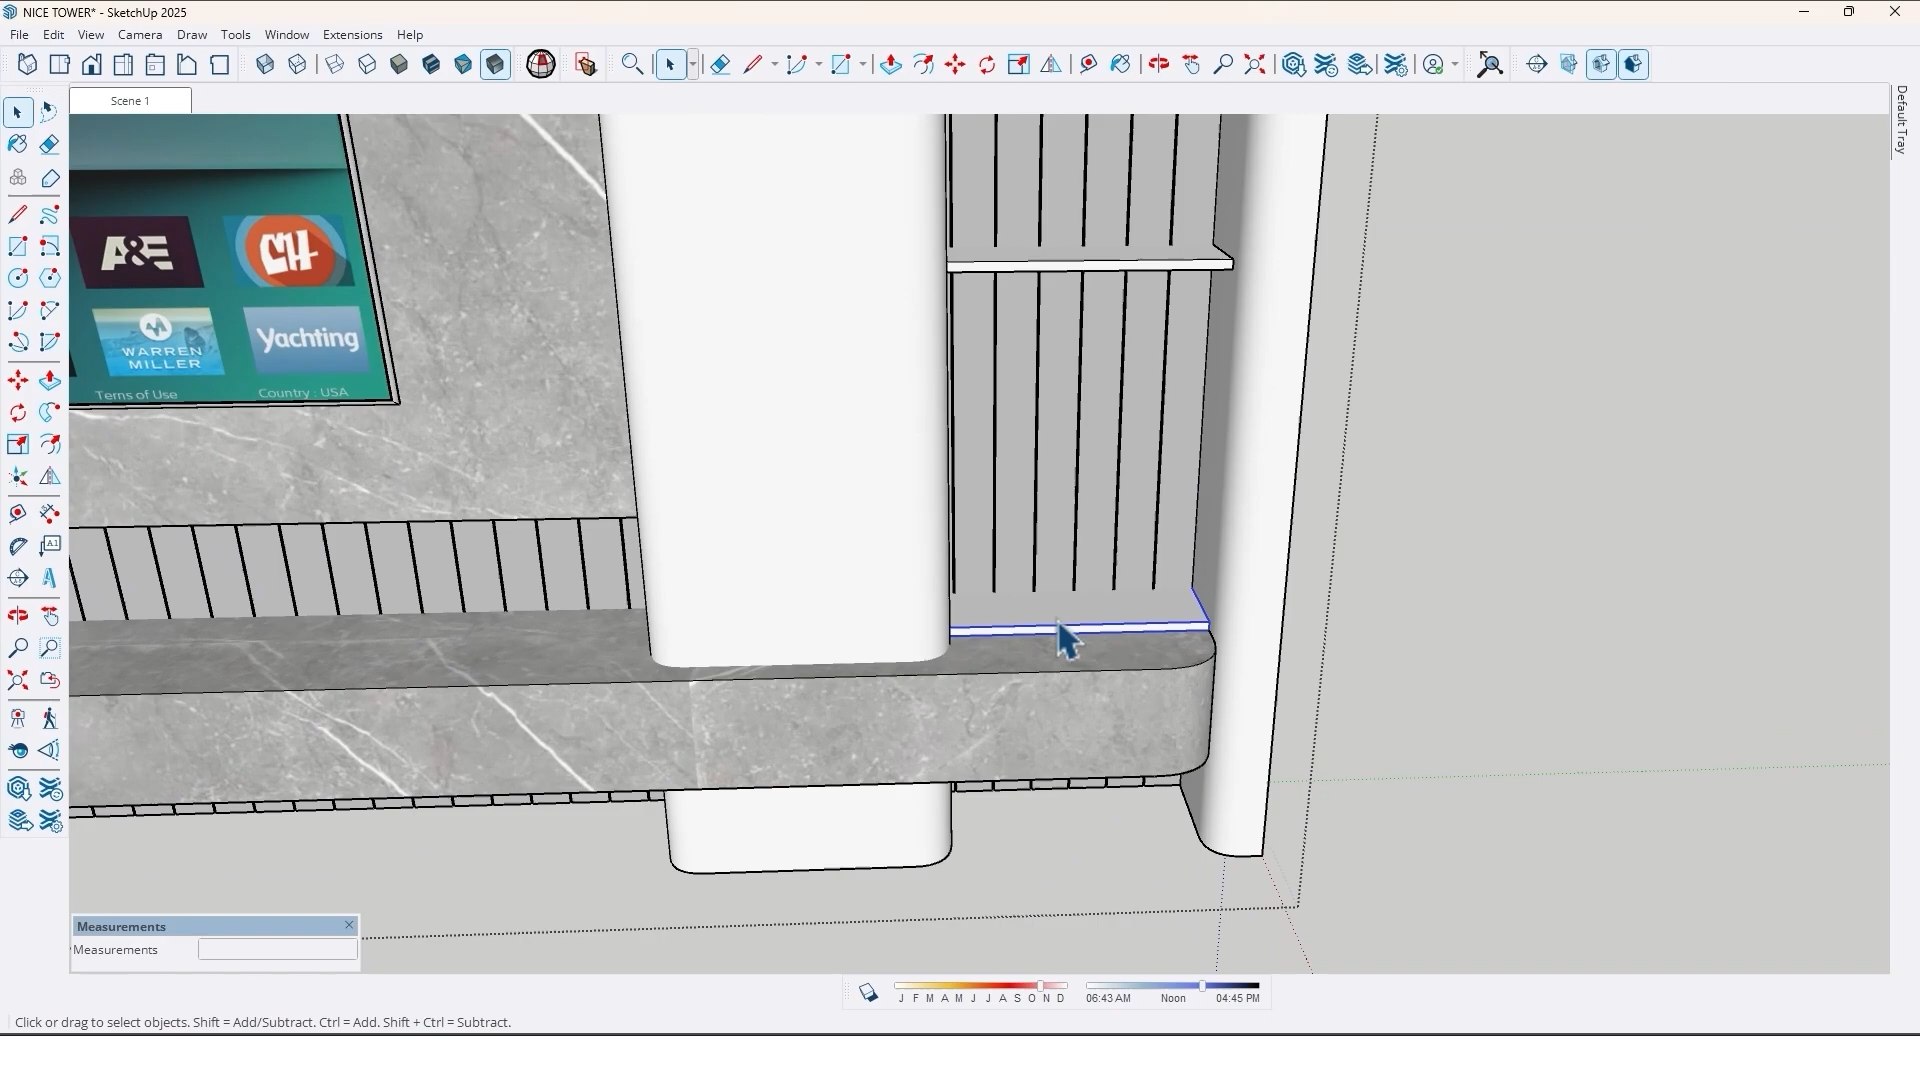 NICE TOWER* - SketchUp 2025
File Edit View Camera Draw Tools Window Extensions Help
Scene 1
Default Tray
A&E
CH
WARREN
MILLER
Yachting
Terms of Use
Country : USA
A1
A
Measurements
Measurements
J F M A M J J A S O N D
06:43 AM Noon 04:45 PM
Click or drag to select objects. Shift = Add/Subtract. Ctrl = Add. Shift + Ctrl = Subtract.